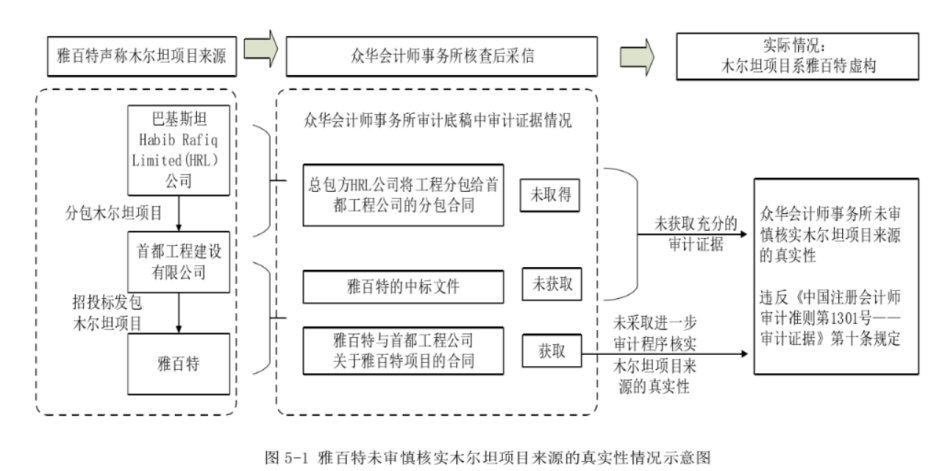 雅百特声称木尔坦项目来源
众华会计师事务所核查后采信
实际情况：
木尔坦项目系雅百特虚构
巴基斯坦
Habib Rafiq
Limited(HRL)
公司
分包木尔坦项目
首都工程建设
有限公司
招投标发包
木尔坦项目
雅百特
众华会计师事务所审计底稿中审计证据情况
总包方HRL公司将工程分包给首
都工程公司的分包合同
未取得
雅百特的中标文件
未获取
雅百特与首都工程公司
关于雅百特项目的合同
获取
未获取充分的
审计证据
未采取进一步
审计程序核实
木尔坦项目来
源的真实性
众华会计师事务所未审
慎核实木尔坦项目来源
的真实性
违反《中国注册会计师
审计准则第1301号——
审计证据》第十条规定
图 5-1 雅百特未审慎核实木尔坦项目来源的真实性情况示意图